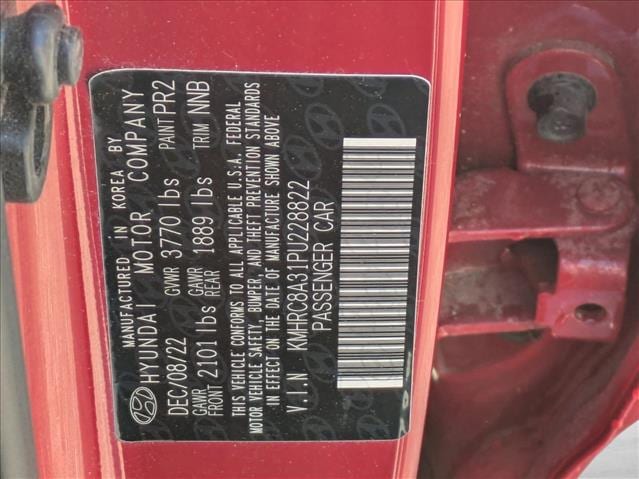 MANUFACTURED IN KOREA BY
HYUNDAI MOTOR COMPANY
DEC/08/22 GVWR 3770 lbs PAINT PR2
GAWR FRONT 2101 lbs GAWR REAR 1889 lbs TRIM NNB
THIS VEHICLE CONFORMS TO ALL APPLICABLE U.S.A. FEDERAL
MOTOR VEHICLE SAFETY, BUMPER, AND THEFT PREVENTION STANDARDS
IN EFFECT ON THE DATE OF MANUFACTURE SHOWN ABOVE.
V.I.N KMHRC8A31PU228822
PASSENGER CAR